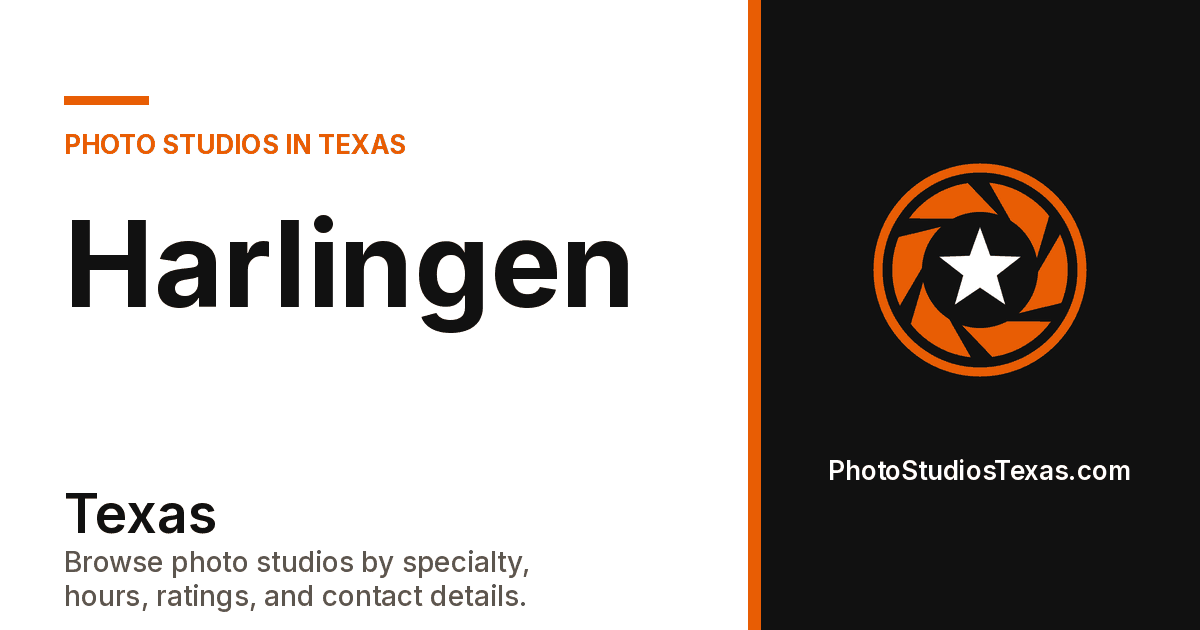 PHOTO STUDIOS IN TEXAS
Harlingen
Texas
Browse photo studios by specialty,
hours, ratings, and contact details.
PhotoStudiosTexas.com